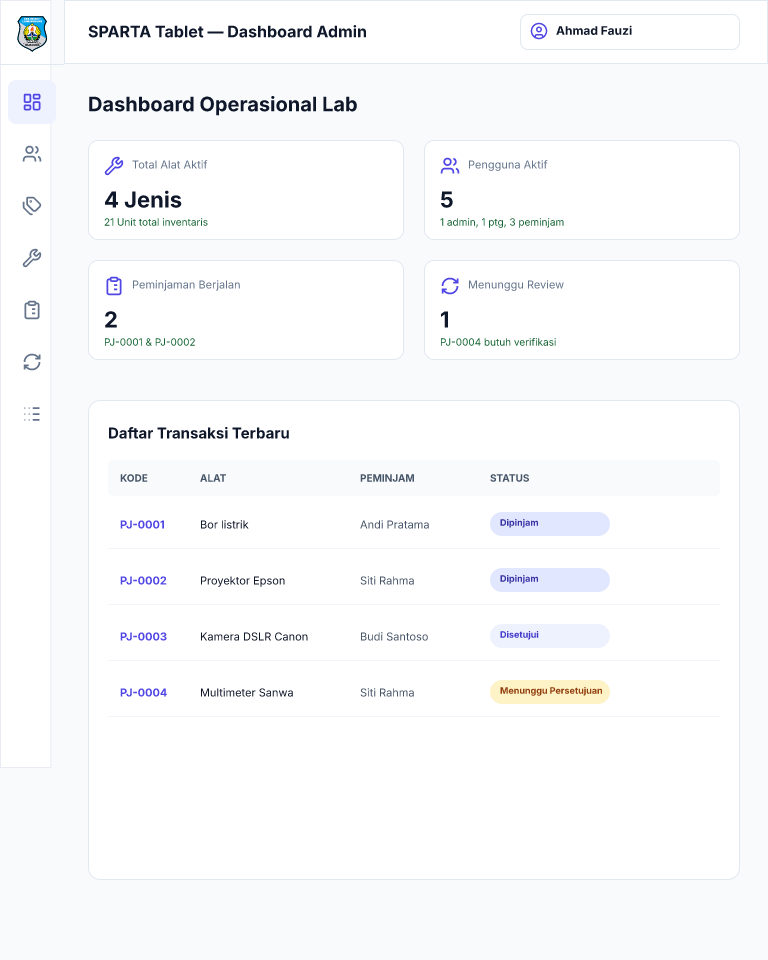 SPARTA Tablet — Dashboard Admin
Ahmad Fauzi
Dashboard Operasional Lab
Total Alat Aktif
4 Jenis
21 Unit total inventaris
Pengguna Aktif
5
1 admin, 1 ptg, 3 peminjam
Peminjaman Berjalan
2
PJ-0001 & PJ-0002
Menunggu Review
1
PJ-0004 butuh verifikasi
Daftar Transaksi Terbaru
KODE ALAT PEMINJAM STATUS
PJ-0001 Bor listrik Andi Pratama Dipinjam
PJ-0002 Proyektor Epson Siti Rahma Dipinjam
PJ-0003 Kamera DSLR Canon Budi Santoso Disetujui
PJ-0004 Multimeter Sanwa Siti Rahma Menunggu Persetujuan